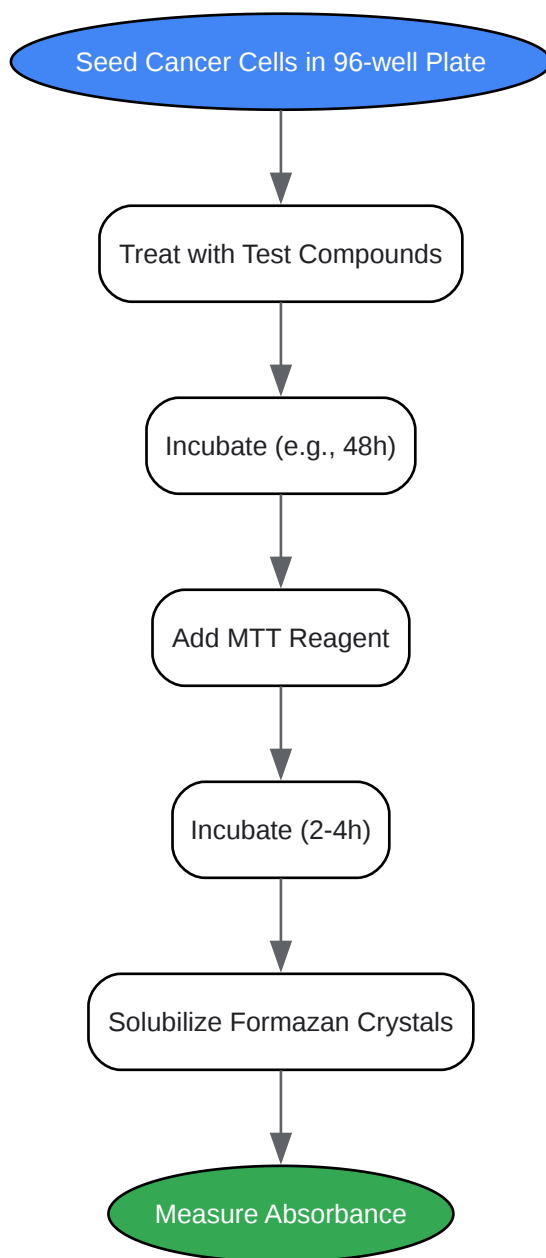 Seed Cancer Cells in 96-well Plate
Treat with Test Compounds
Incubate (e.g., 48h)
Add MTT Reagent
Incubate (2-4h)
Solubilize Formazan Crystals
Measure Absorbance